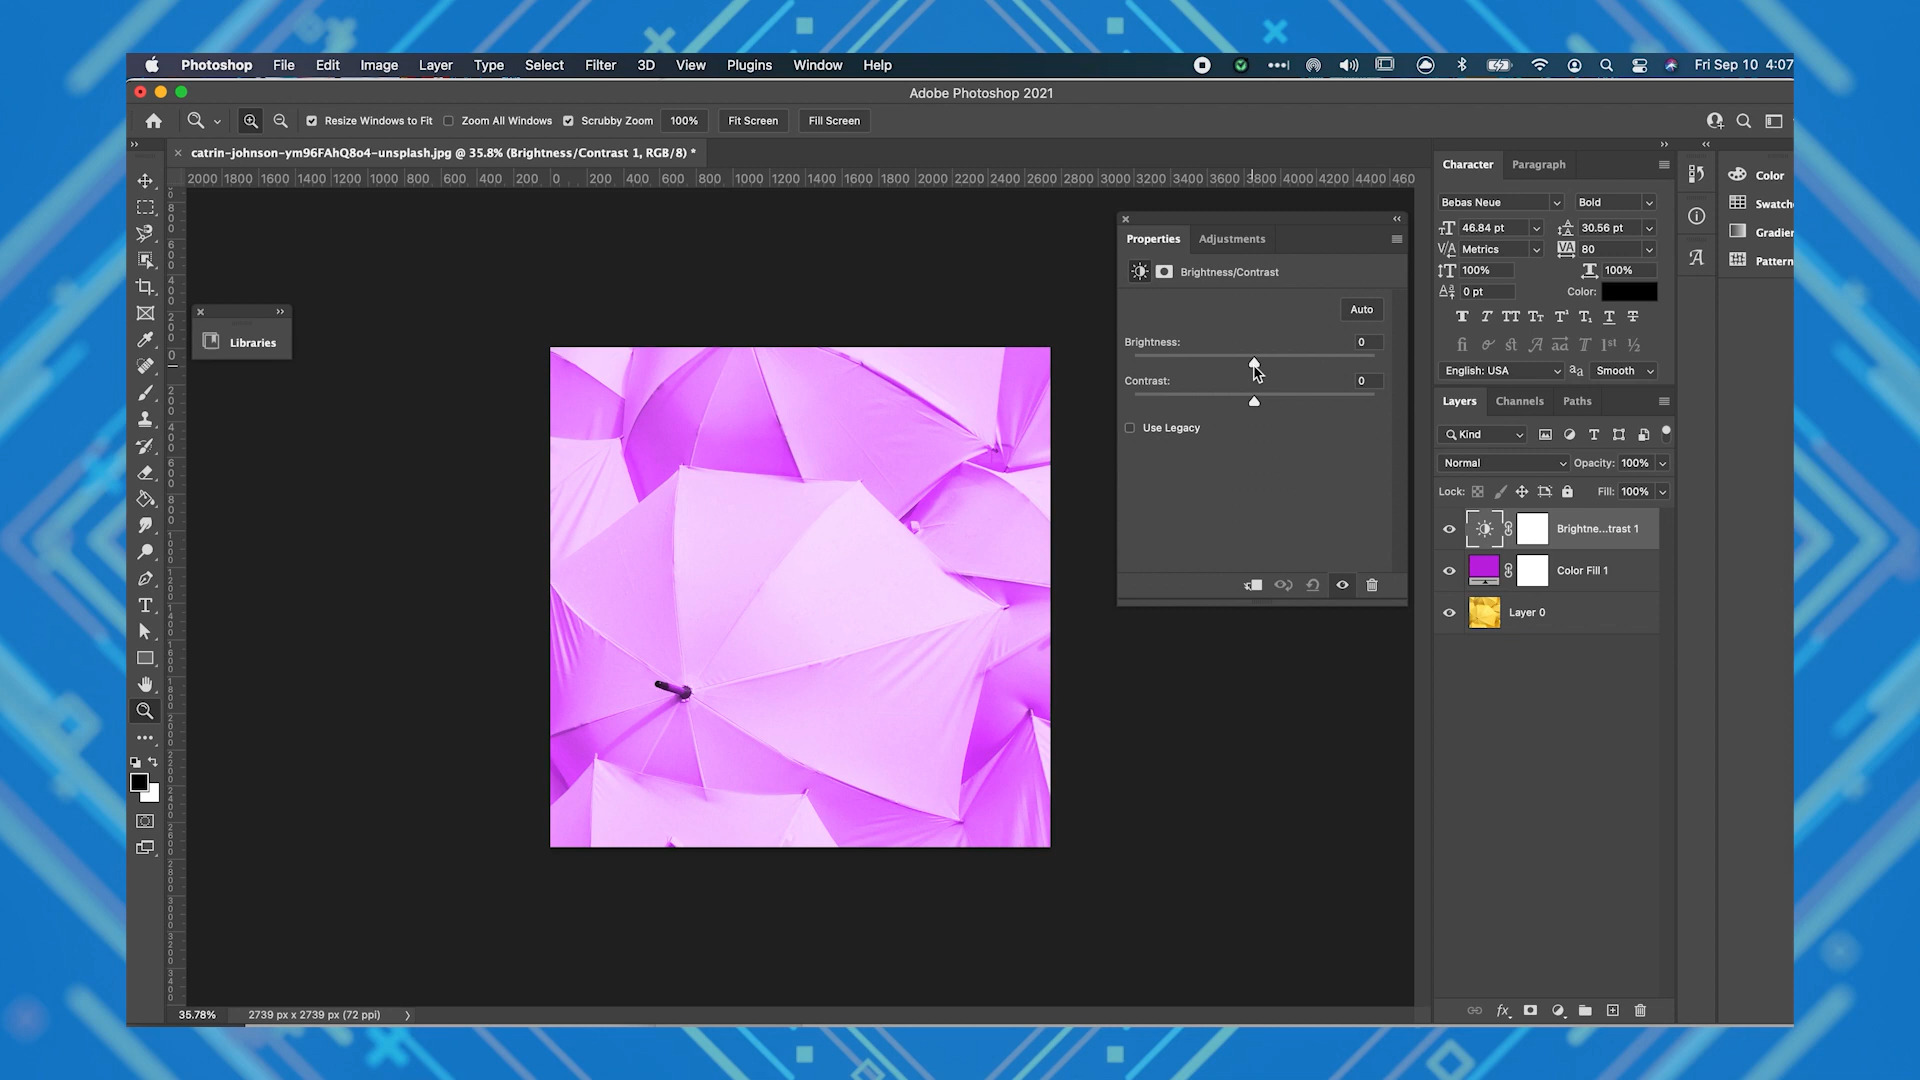 Photoshop File Edit Image Layer Type Select Filter 3D View Plugins Window Help Fri Sep 10 4:07
Adobe Photoshop 2021
Resize Windows to Fit Zoom All Windows Scrubby Zoom 100% Fit Screen Fill Screen
catrin-johnson-ym96FAhQ8o4-unsplash.jpg @ 35.8% (Brightness/Contrast 1, RGB/8) *
2000 1800 1600 1400 1200 1000 800 600 400 200 0 200 400 600 800 1000 1200 1400 1600 1800 2000 2200 2400 2600 2800 3000 3200 3400 3600 3800 4000 4200 4400 460
Libraries
Properties Adjustments
Brightness/Contrast
Auto
Brightness: 0
Contrast: 0
Use Legacy
Character Paragraph
Bebas Neue Bold
46.84 pt 30.56 pt
Metrics 80
100% 100%
0 pt Color:
English: USA aa Smooth
Layers Channels Paths
Kind
Normal Opacity: 100%
Lock: Fill: 100%
Brightne...trast 1
Color Fill 1
Layer 0
Color
Swatche
Gradien
Pattern
35.78% 2739 px x 2739 px (72 ppi)